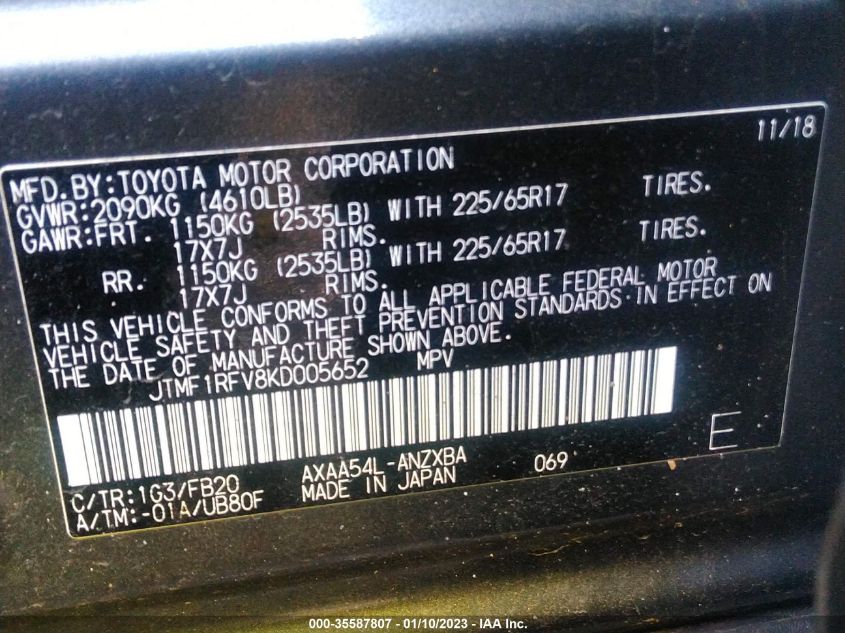 11/18
MFD.BY:TOYOTA MOTOR CORPORATION
GVWR:2090KG (4610LB)
GAWR:FRT. 1150KG (2535LB) WITH 225/65R17 TIRES.
17X7J RIMS.
RR. 1150KG (2535LB) WITH 225/65R17 TIRES.
17X7J RIMS.
THIS VEHICLE CONFORMS TO ALL APPLICABLE FEDERAL MOTOR
VEHICLE SAFETY AND THEFT PREVENTION STANDARDS IN EFFECT ON
THE DATE OF MANUFACTURE SHOWN ABOVE.
JTMF1RFV8KD005652 MPV
E
C/TR:1G3/FB20 AXAA54L-ANZXBA 069
A/TM:-01A/UB80F MADE IN JAPAN
000-35587807 - 01/10/2023 - IAA Inc.